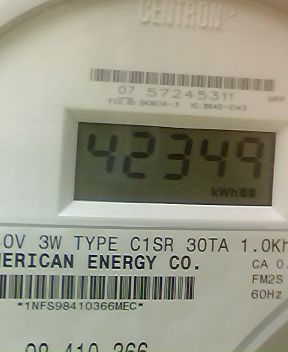 CENTRON®
07 57245311
42349
kWh
0V 3W TYPE C1SR 30TA 1.0Kh
MERICAN ENERGY CO.
CA 0.
FM2S
60Hz
*1NFS98410366MEC*
98 410 366